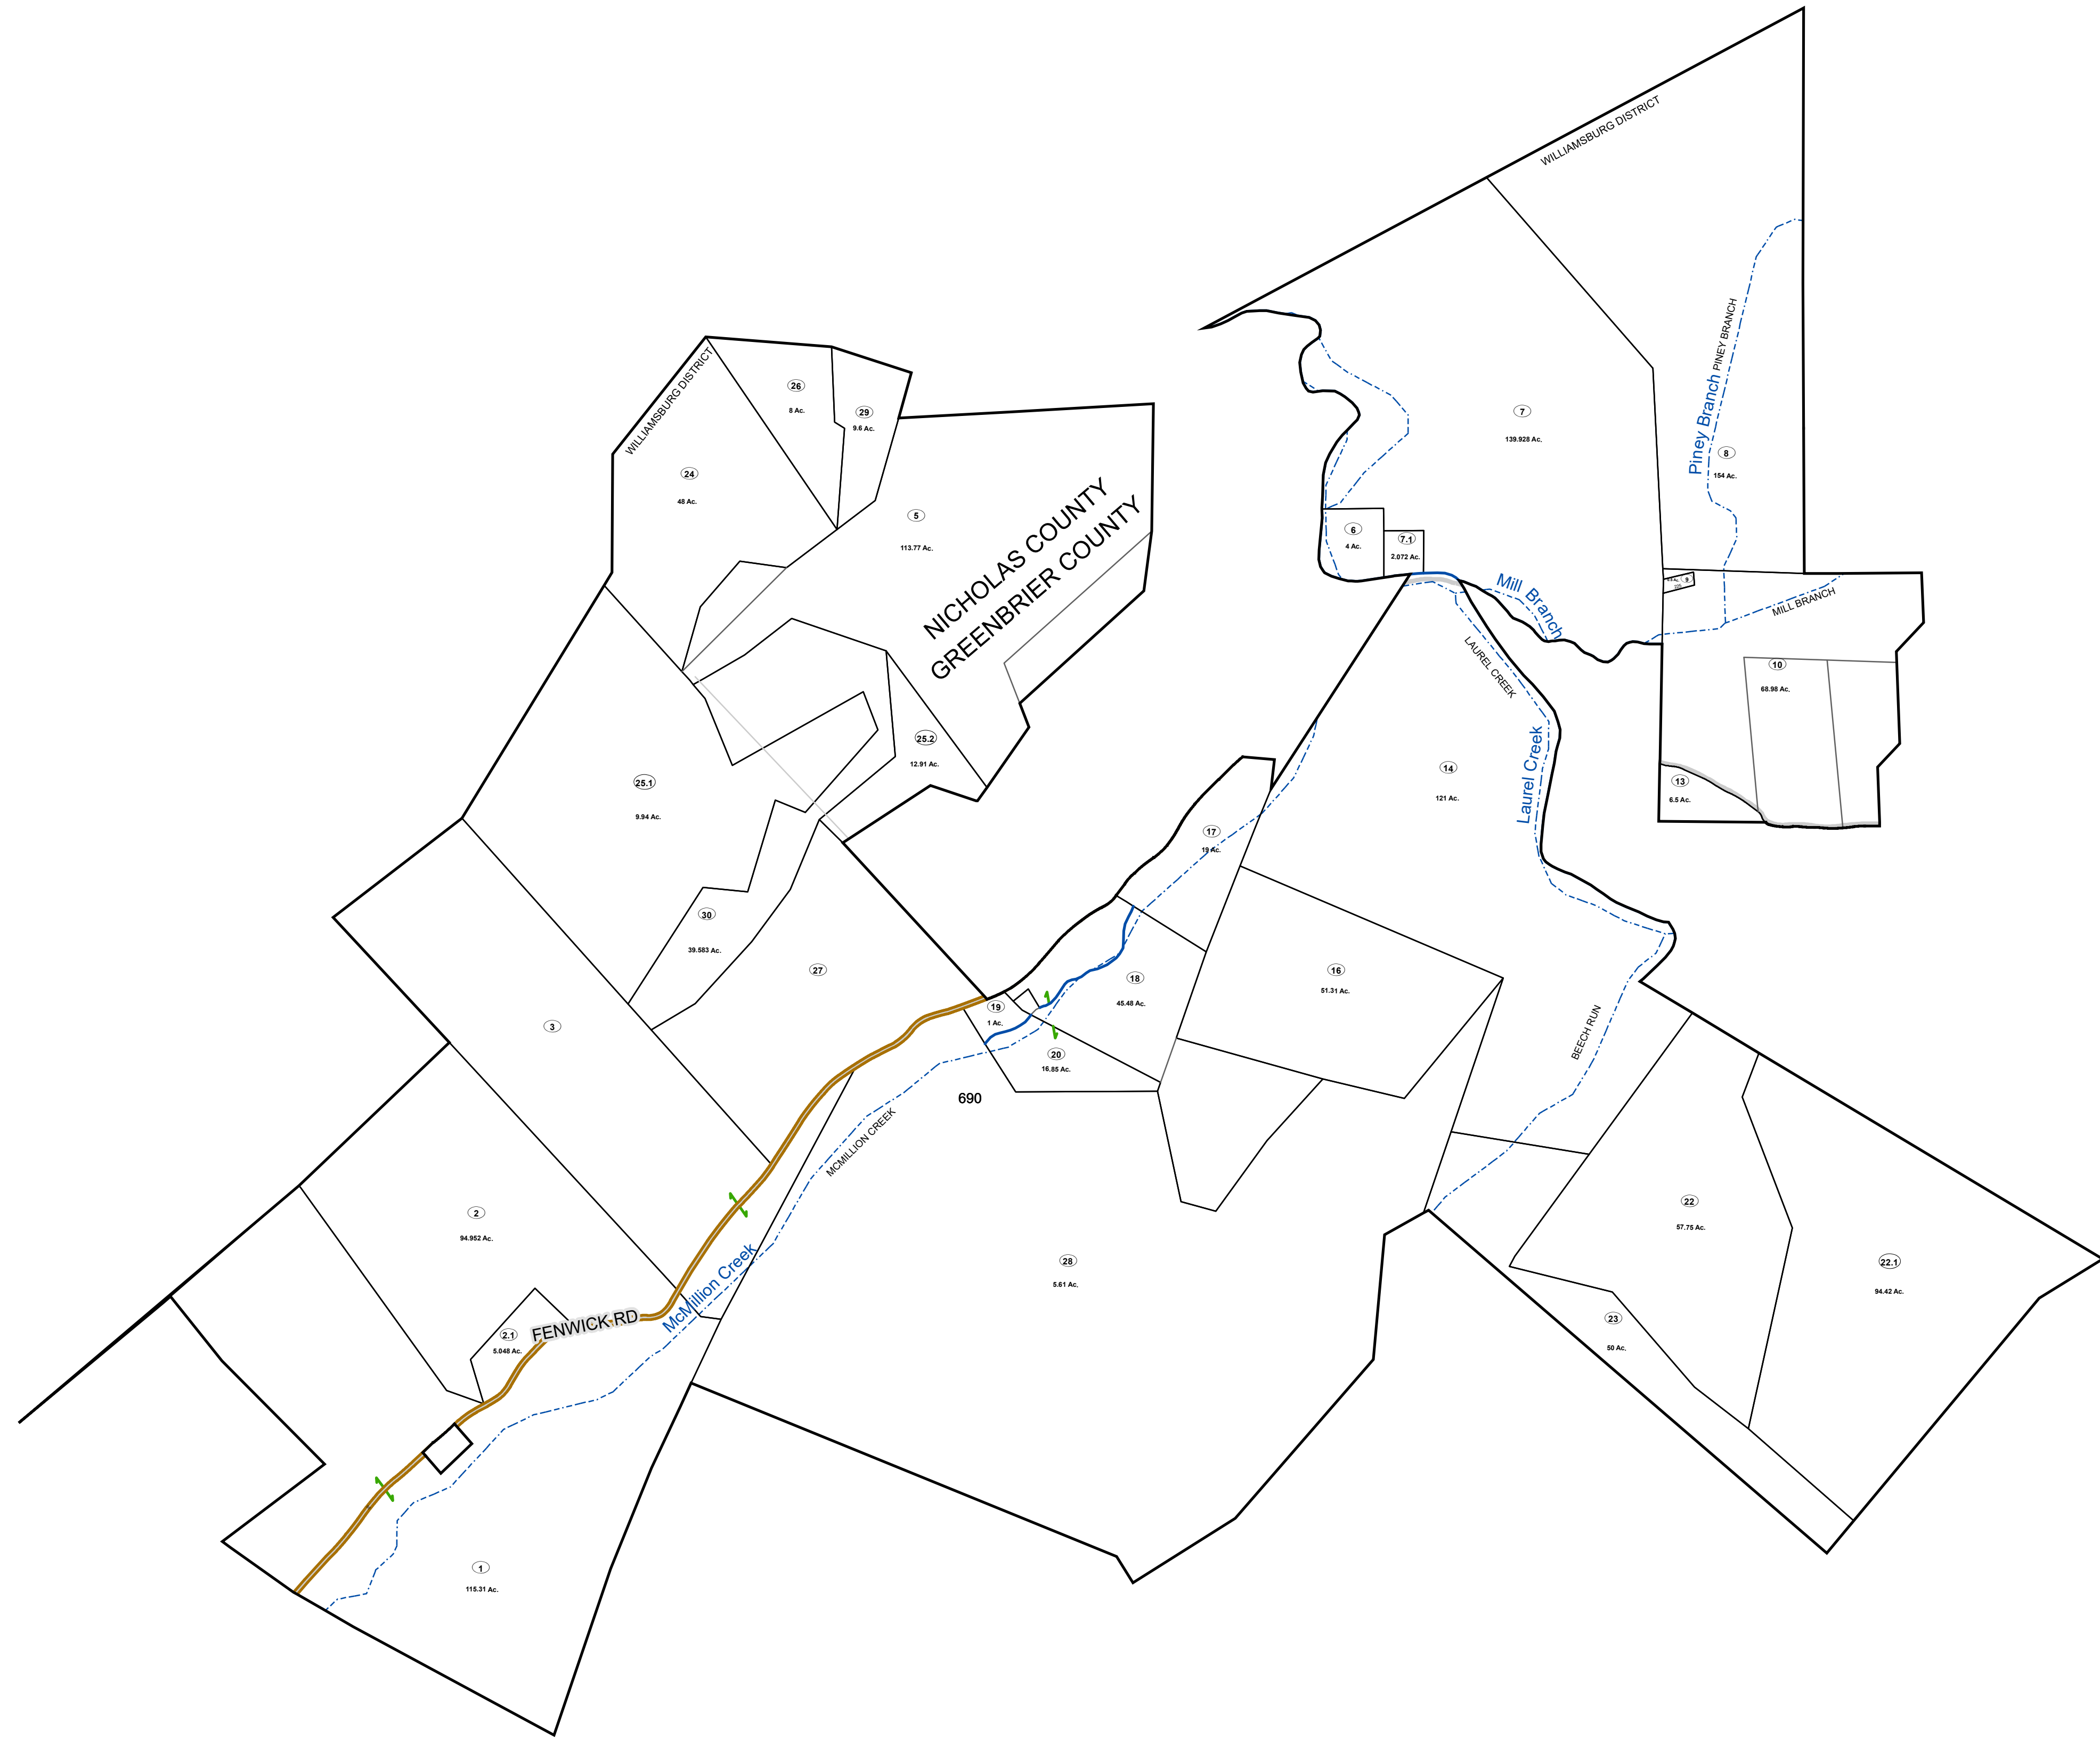 WILLIAMSBURG DISTRICT
PINEY BRANCH
Piney Branch
WILLIAMSBURG DISTRICT
26
8 Ac.
29
9.6 Ac.
7
139.928 Ac.
8
154 Ac.
24
48 Ac.
5
113.77 Ac.
NICHOLAS COUNTY
GREENBRIER COUNTY
6
4 Ac.
7.1
2.072 Ac.
9
Mill Branch
MILL BRANCH
LAUREL CREEK
10
68.98 Ac.
25.2
12.91 Ac.
25.1
9.94 Ac.
Laurel Creek
14
121 Ac.
13
6.5 Ac.
17
19 Ac.
30
39.583 Ac.
27
18
45.48 Ac.
16
51.31 Ac.
19
1 Ac.
3
20
16.85 Ac.
BEECH RUN
690
MCMILLION CREEK
2
94.952 Ac.
22
57.75 Ac.
28
5.61 Ac.
22.1
94.42 Ac.
McMillion Creek
FENWICK RD
2.1
5.048 Ac.
23
50 Ac.
1
115.31 Ac.